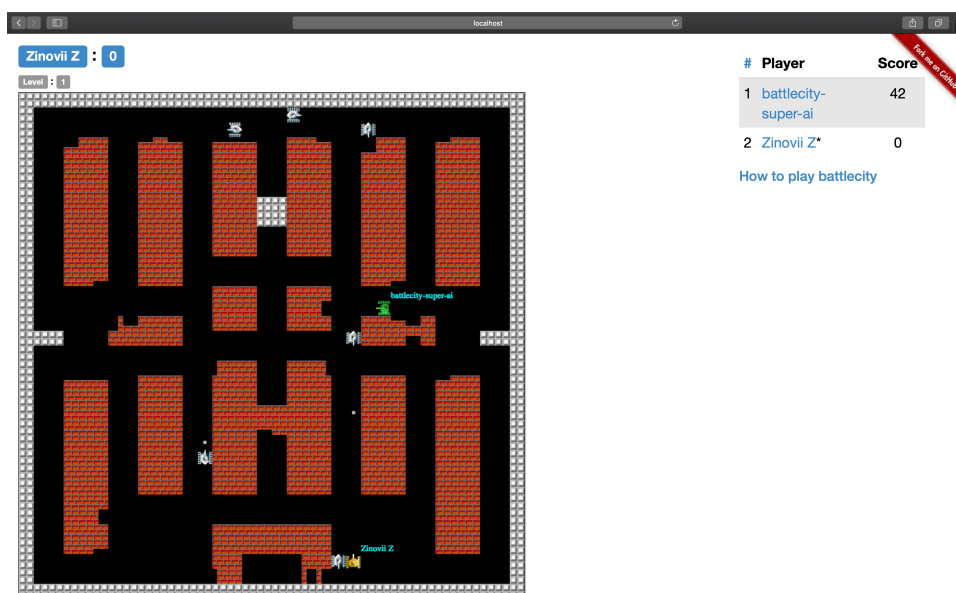 localhost
Fork me on GitHub
Zinovii Z : 0
Level : 1
# Player Score
1 battlecity-super-ai 42
2 Zinovii Z* 0
How to play battlecity
battlecity-super-ai
Zinovii Z